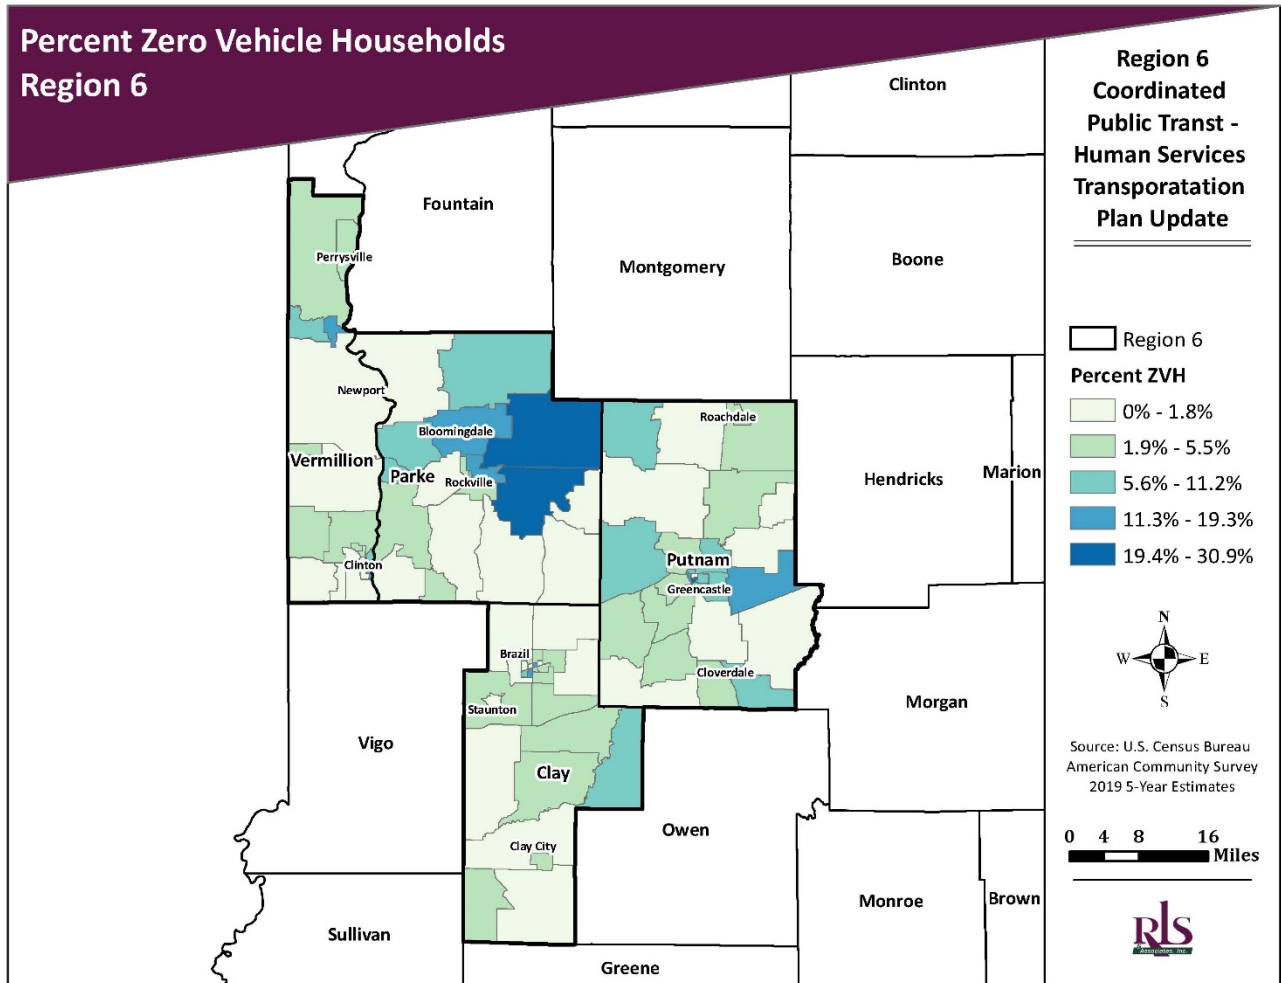 Percent Zero Vehicle Households
Region 6
Region 6
Coordinated
Public Transt -
Human Services
Transporatation
Plan Update
Clinton
Fountain
Montgomery
Boone
Perrysville
Newport
Bloomingdale
Roachdale
Vermillion
Parke
Rockville
Hendricks
Marion
Clinton
Putnam
Greencastle
Brazil
Cloverdale
Staunton
Morgan
Vigo
Clay
Owen
Clay City
Monroe
Brown
Sullivan
Greene
Region 6
Percent ZVH
0% - 1.8%
1.9% - 5.5%
5.6% - 11.2%
11.3% - 19.3%
19.4% - 30.9%
N
W E
S
Source: U.S. Census Bureau
American Community Survey
2019 5-Year Estimates
0 4 8 16
Miles
RLS
& Associates, Inc.